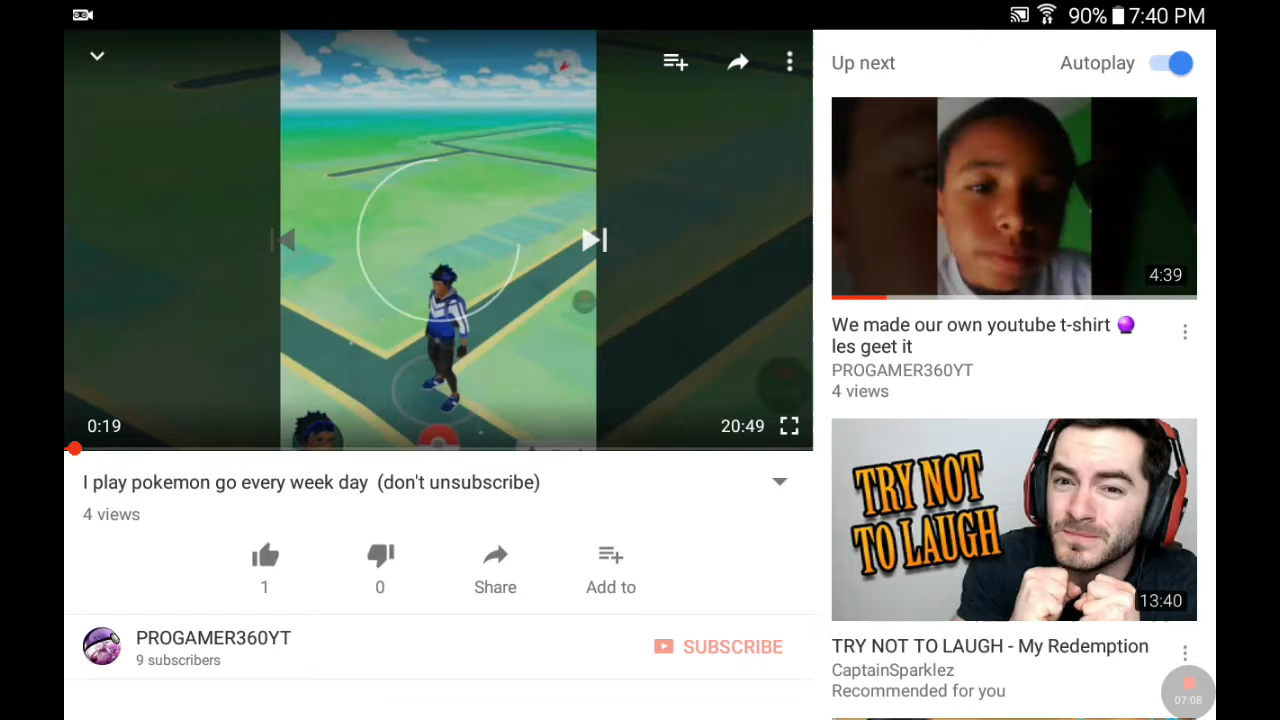 90% 7:40 PM
0:19
20:49
I play pokemon go every week day (don't unsubscribe)
4 views
1
0
Share
Add to
PROGAMER360YT
9 subscribers
SUBSCRIBE
Up next
Autoplay
4:39
We made our own youtube t-shirt 🔮
les geet it
PROGAMER360YT
4 views
TRY NOT
TO LAUGH
13:40
TRY NOT TO LAUGH - My Redemption
CaptainSparklez
Recommended for you
07:08